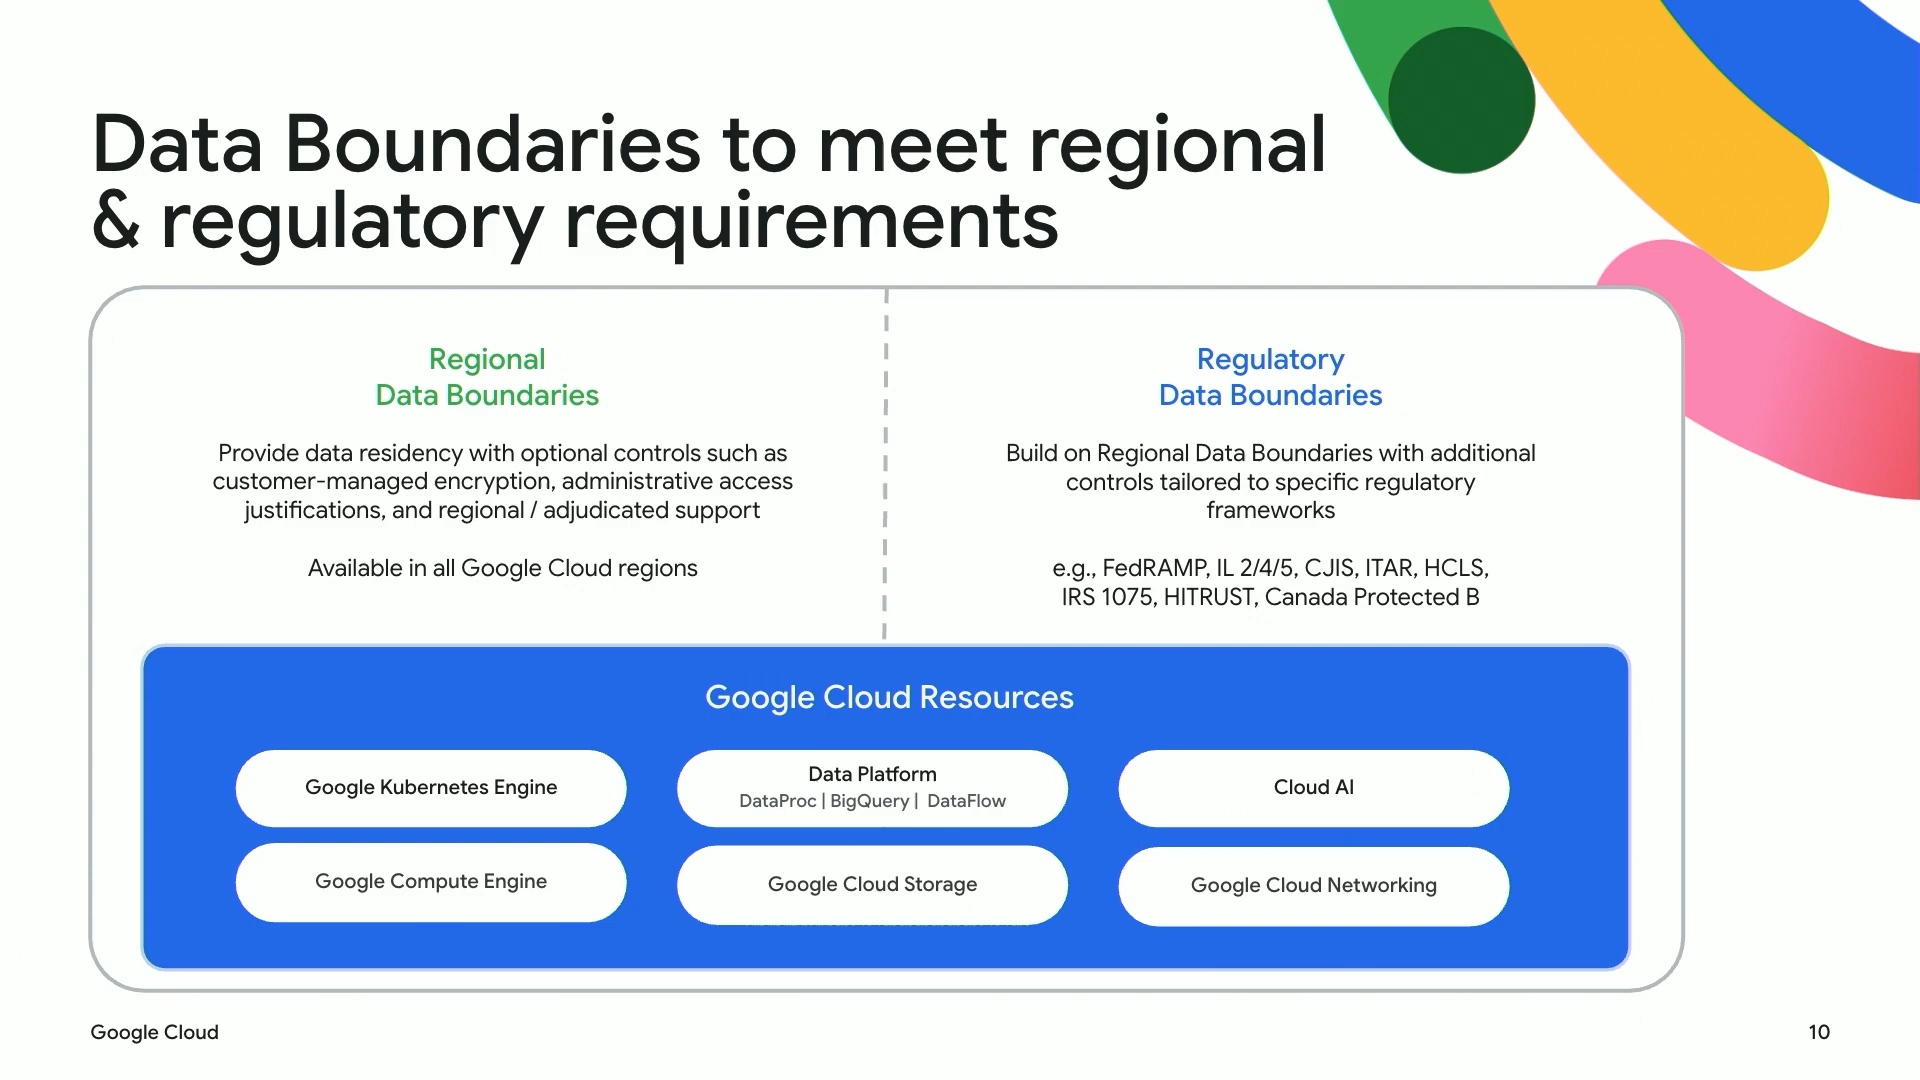 Data Boundaries to meet regional
& regulatory requirements
Regional
Data Boundaries
Provide data residency with optional controls such as
customer-managed encryption, administrative access
justifications, and regional / adjudicated support
Available in all Google Cloud regions
Regulatory
Data Boundaries
Build on Regional Data Boundaries with additional
controls tailored to specific regulatory
frameworks
e.g., FedRAMP, IL 2/4/5, CJIS, ITAR, HCLS,
IRS 1075, HITRUST, Canada Protected B
Google Cloud Resources
Google Kubernetes Engine
Data Platform
DataProc | BigQuery | DataFlow
Cloud AI
Google Compute Engine
Google Cloud Storage
Google Cloud Networking
Google Cloud
10